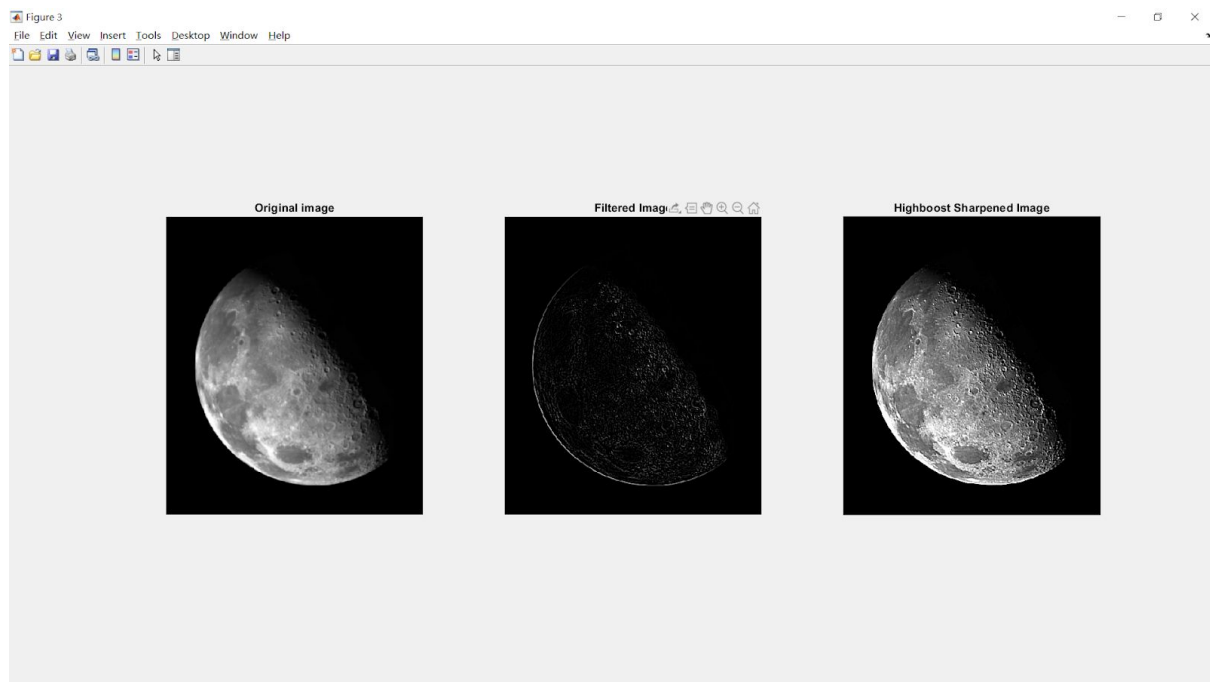 Figure 3
File Edit View Insert Tools Desktop Window Help
Original image
Filtered Imag
Highboost Sharpened Image